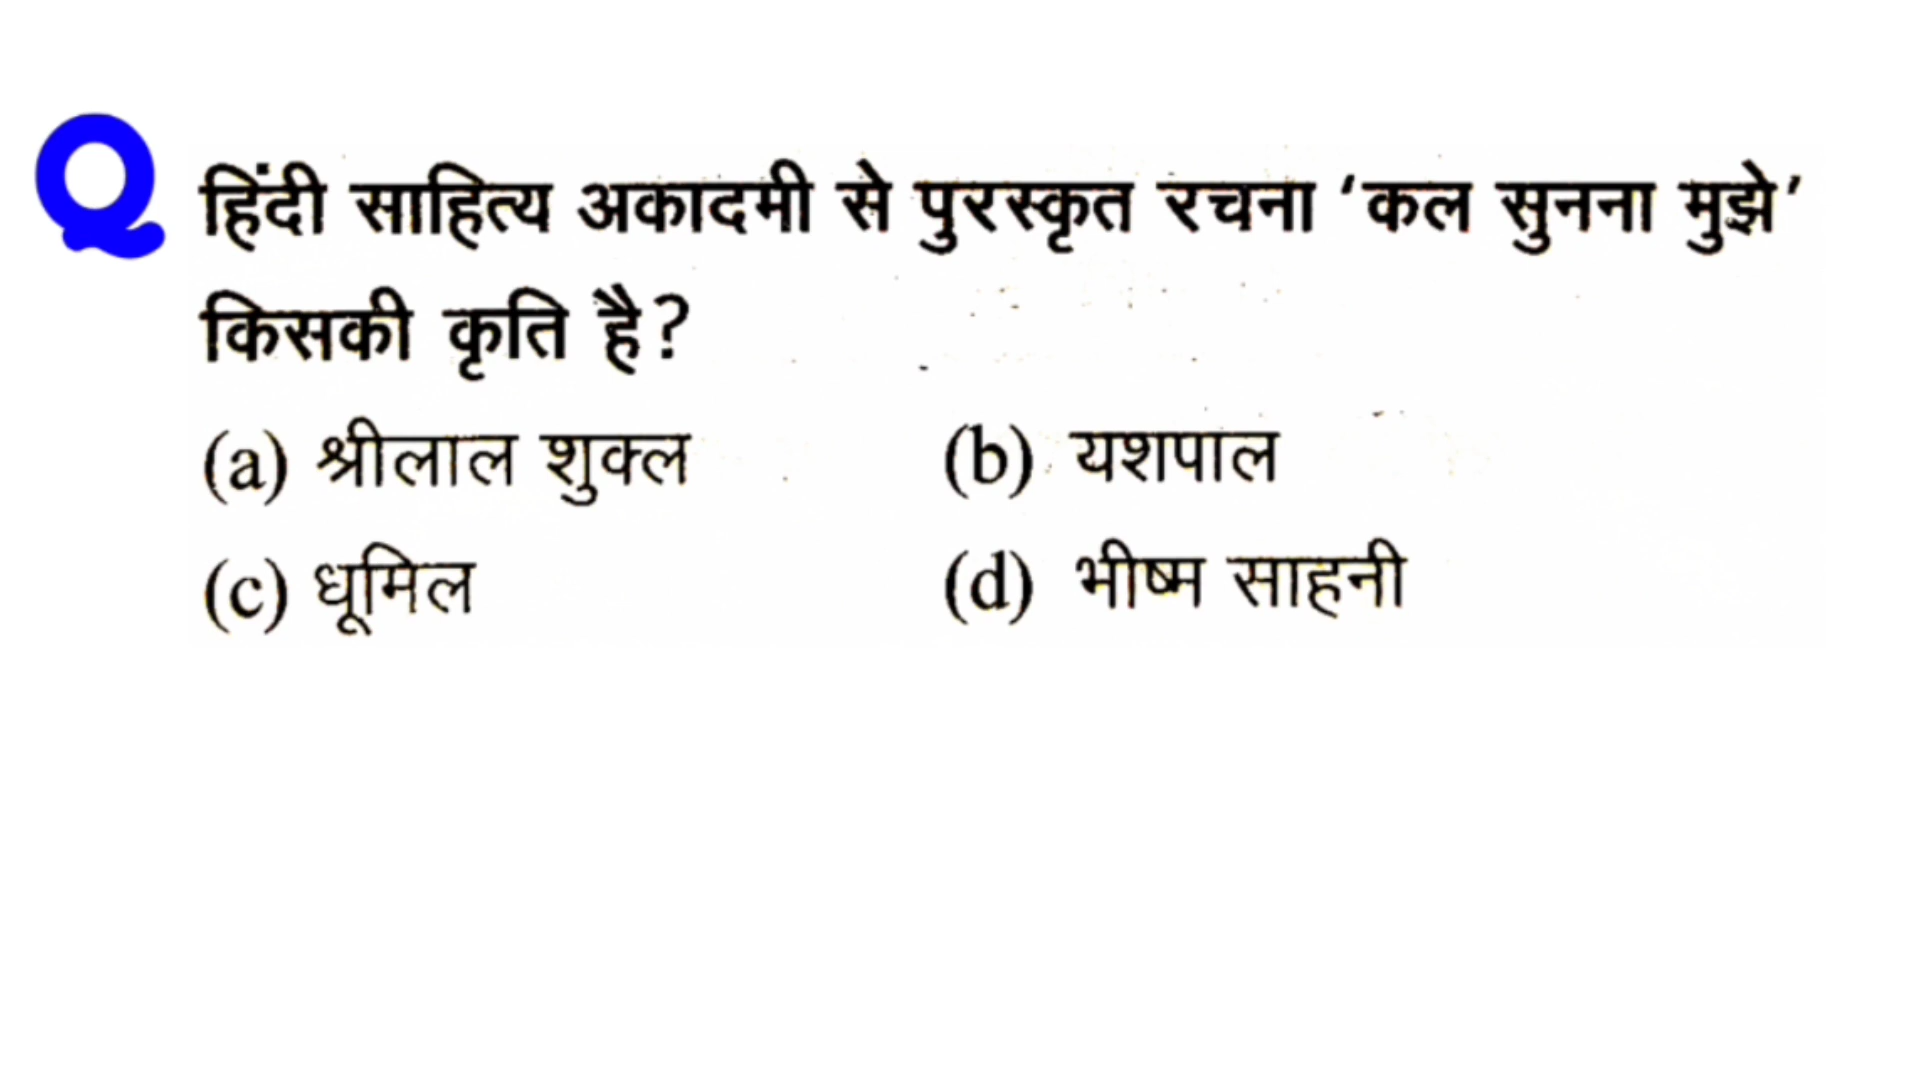 Q हिंदी साहित्य अकादमी से पुरस्कृत रचना ‘कल सुनना मुझे’
किसकी कृति है?
(a) श्रीलाल शुक्ल (b) यशपाल
(c) धूमिल (d) भीष्म साहनी